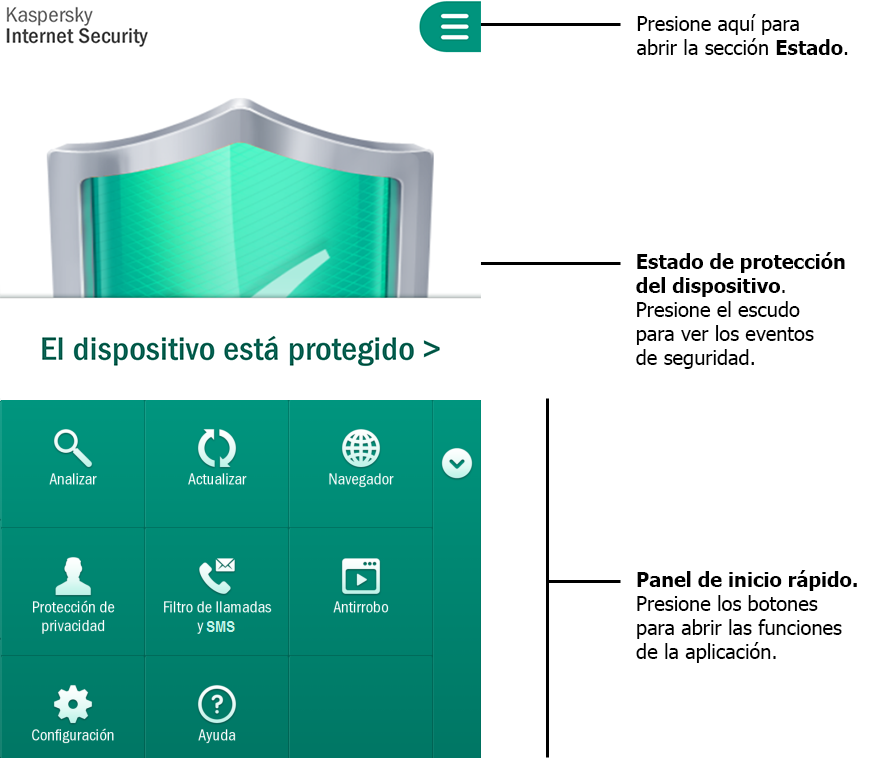 Kaspersky
Internet Security
Presione aquí para
abrir la sección Estado.
Estado de protección
del dispositivo.
Presione el escudo
para ver los eventos
de seguridad.
El dispositivo está protegido >
Analizar
Actualizar
Navegador
Protección de
privacidad
Filtro de llamadas
y SMS
Antirrobo
Configuración
?
Ayuda
Panel de inicio rápido.
Presione los botones
para abrir las funciones
de la aplicación.